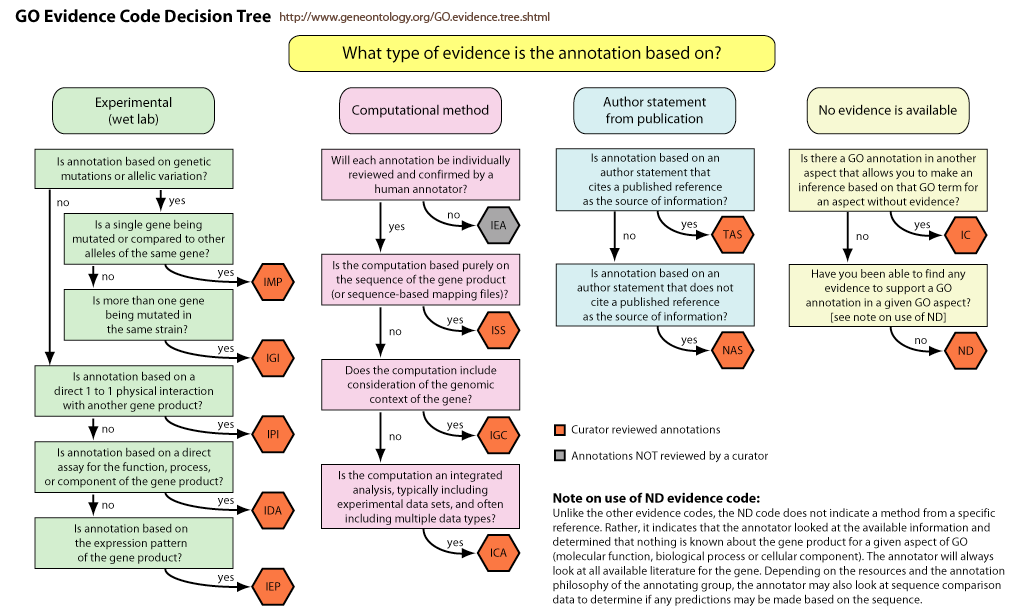 GO Evidence Code Decision Tree http://www.geneontology.org/GO.evidence.tree.shtml
What type of evidence is the annotation based on?
Experimental
(wet lab)
Is annotation based on genetic
mutations or allelic variation?
no
yes
Is a single gene being
mutated or compared to other
alleles of the same gene?
no
yes
IMP
Is more than one gene
being mutated in
the same strain?
yes
IGI
Is annotation based on a
direct 1 to 1 physical interaction
with another gene product?
no
yes
IPI
Is annotation based on a direct
assay for the function, process,
or component of the gene product?
no
yes
IDA
Is annotation based on
the expression pattern
of the gene product?
yes
IEP
Computational method
Will each annotation be individually
reviewed and confirmed by a
human annotator?
no
IEA
yes
Is the computation based purely on
the sequence of the gene product
(or sequence-based mapping files)?
yes
ISS
no
Does the computation include
consideration of the genomic
context of the gene?
yes
IGC
no
Is the computation an integrated
analysis, typically including
experimental data sets, and often
including multiple data types?
yes
ICA
Author statement
from publication
Is annotation based on an
author statement that
cites a published reference
as the source of information?
yes
TAS
no
Is annotation based on an
author statement that does not
cite a published reference
as the source of information?
yes
NAS
No evidence is available
Is there a GO annotation in another
aspect that allows you to make an
inference based on that GO term for
an aspect without evidence?
yes
IC
no
Have you been able to find any
evidence to support a GO
annotation in a given GO aspect?
[see note on use of ND]
no
ND
Curator reviewed annotations
Annotations NOT reviewed by a curator
Note on use of ND evidence code:
Unlike the other evidence codes, the ND code does not indicate a method from a specific
reference. Rather, it indicates that the annotator looked at the available information and
determined that nothing is known about the gene product for a given aspect of GO
(molecular function, biological process or cellular component). The annotator will always
look at all available literature for the gene. Depending on the resources and the annotation
philosophy of the annotating group, the annotator may also look at sequence comparison
data to determine if any predictions may be made based on the sequence.